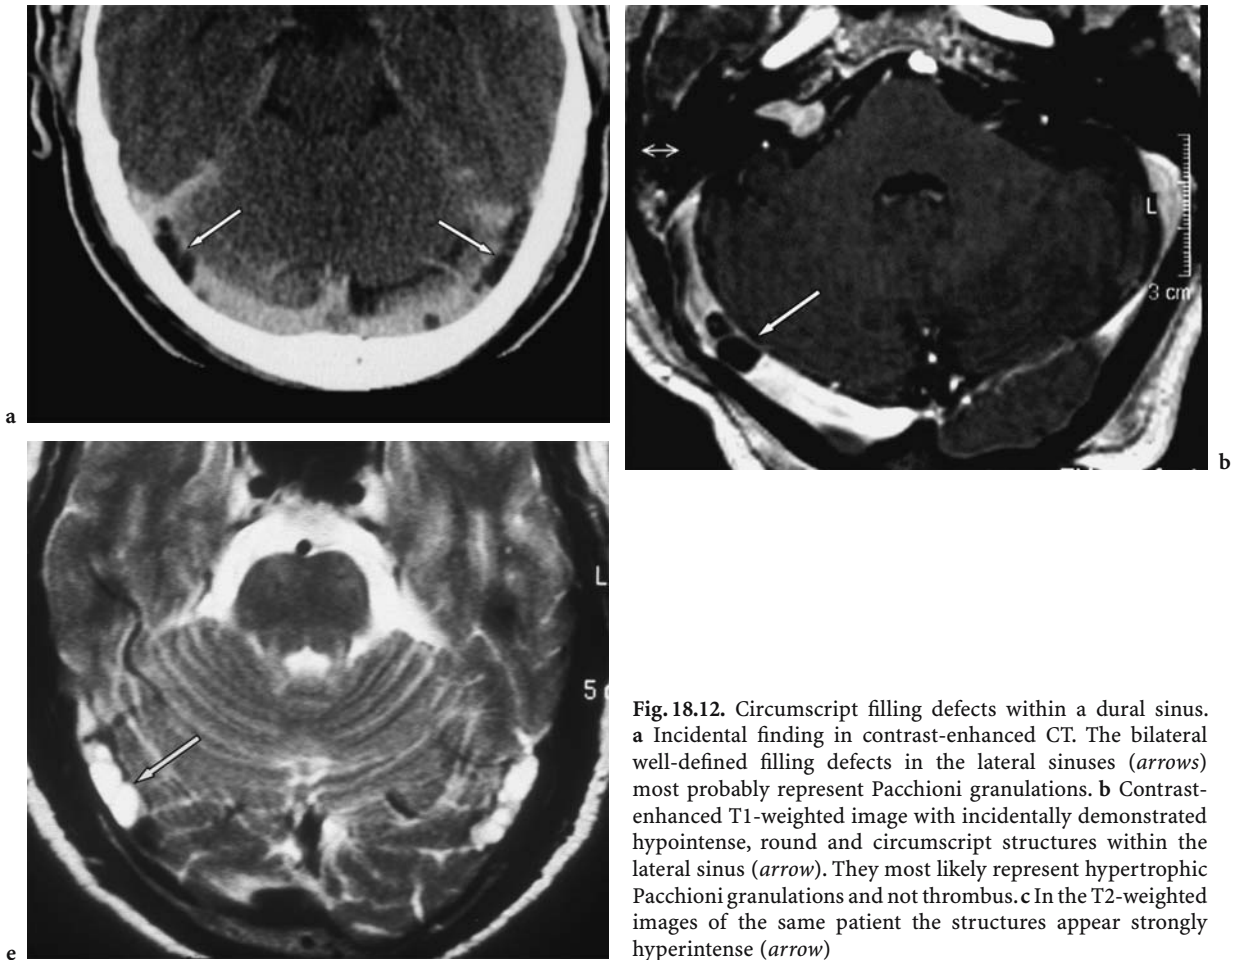 L
3 cm
a
b
L
5
e
Fig. 18.12. Circumscript filling defects within a dural sinus.
a Incidental finding in contrast-enhanced CT. The bilateral
well-defined filling defects in the lateral sinuses (arrows)
most probably represent Pacchioni granulations. b Contrast-
enhanced T1-weighted image with incidentally demonstrated
hypointense, round and circumscript structures within the
lateral sinus (arrow). They most likely represent hypertrophic
Pacchioni granulations and not thrombus. c In the T2-weighted
images of the same patient the structures appear strongly
hyperintense (arrow)